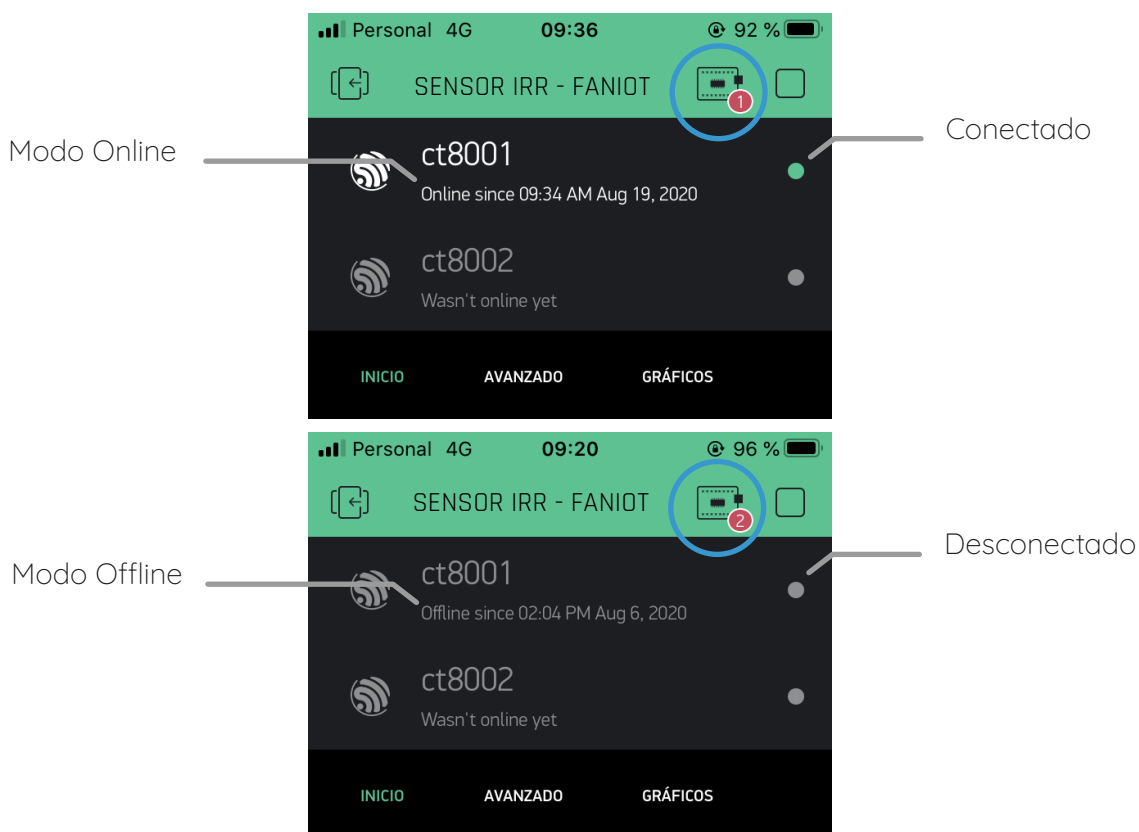 Personal 4G 09:36 92 %
SENSOR IRR - FANIOT
1
Modo Online
Conectado
ct8001
Online since 09:34 AM Aug 19, 2020
ct8002
Wasn't online yet
INICIO AVANZADO GRÁFICOS
Personal 4G 09:20 96 %
SENSOR IRR - FANIOT
2
Modo Offline
Desconectado
ct8001
Offline since 02:04 PM Aug 6, 2020
ct8002
Wasn't online yet
INICIO AVANZADO GRÁFICOS